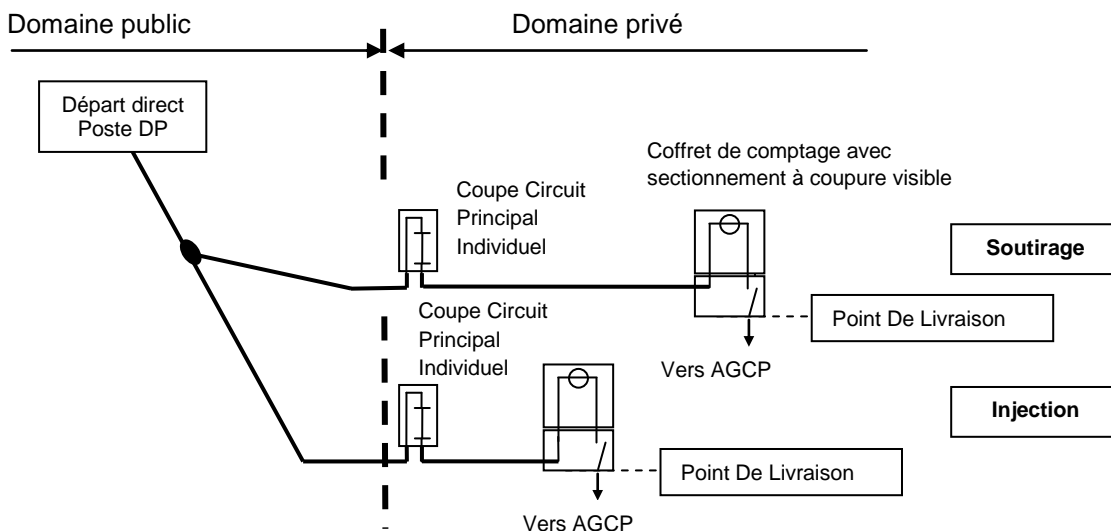 Domaine public
Domaine privé
Départ direct
Poste DP
Coffret de comptage avec
sectionnement à coupure visible
Coupe Circuit
Principal
Individuel
Soutirage
Coupe Circuit
Principal
Individuel
Point De Livraison
Vers AGCP
Injection
Point De Livraison
Vers AGCP